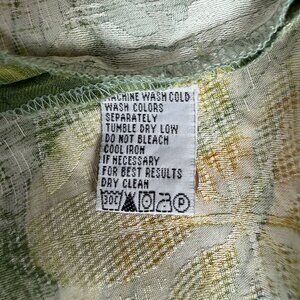 MACHINE WASH COLD
WASH COLORS
SEPARATELY
TUMBLE DRY LOW
DO NOT BLEACH
COOL IRON
IF NECESSARY
FOR BEST RESULTS
DRY CLEAN
30C P